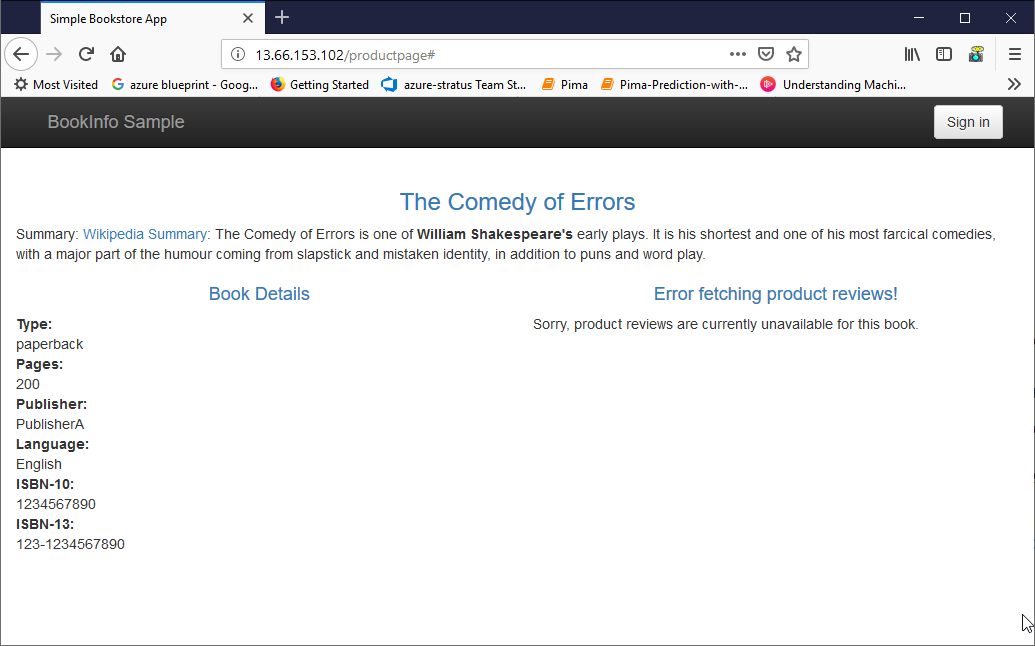 Simple Bookstore App
13.66.153.102/productpage#
Most Visited azure blueprint - Goog... Getting Started azure-stratus Team St... Pima Pima-Prediction-with-... Understanding Machi...
BookInfo Sample Sign in
The Comedy of Errors
Summary: Wikipedia Summary: The Comedy of Errors is one of William Shakespeare's early plays. It is his shortest and one of his most farcical comedies,
with a major part of the humour coming from slapstick and mistaken identity, in addition to puns and word play.
Book Details
Type:
paperback
Pages:
200
Publisher:
PublisherA
Language:
English
ISBN-10:
1234567890
ISBN-13:
123-1234567890
Error fetching product reviews!
Sorry, product reviews are currently unavailable for this book.